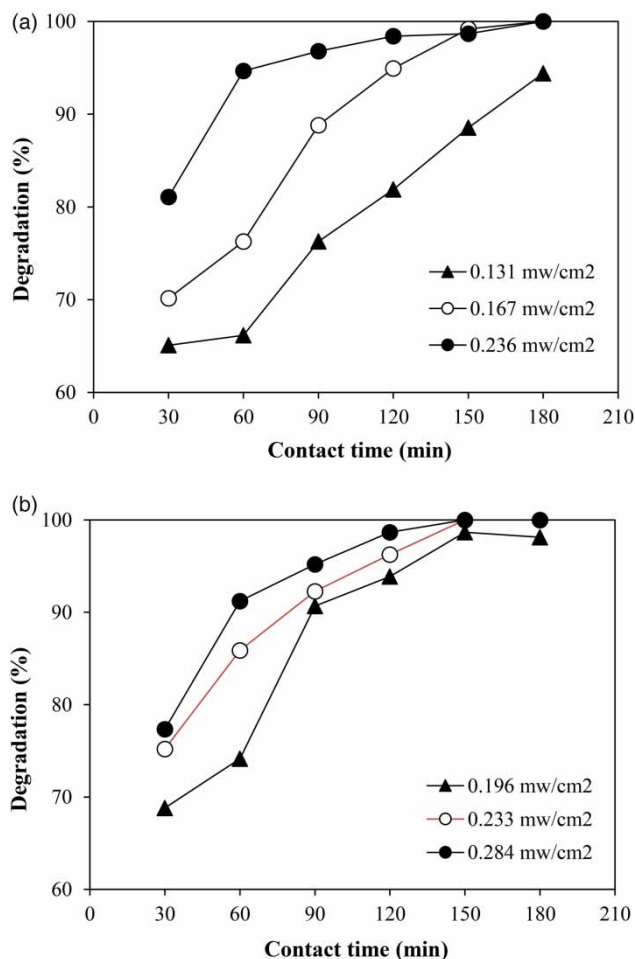 (a)
100
90
80
70
60
Degradation (%)
0 30 60 90 120 150 180 210
Contact time (min)
0.131 mw/cm2
0.167 mw/cm2
0.236 mw/cm2
(b)
100
90
80
70
60
Degradation (%)
0 30 60 90 120 150 180 210
Contact time (min)
0.196 mw/cm2
0.233 mw/cm2
0.284 mw/cm2